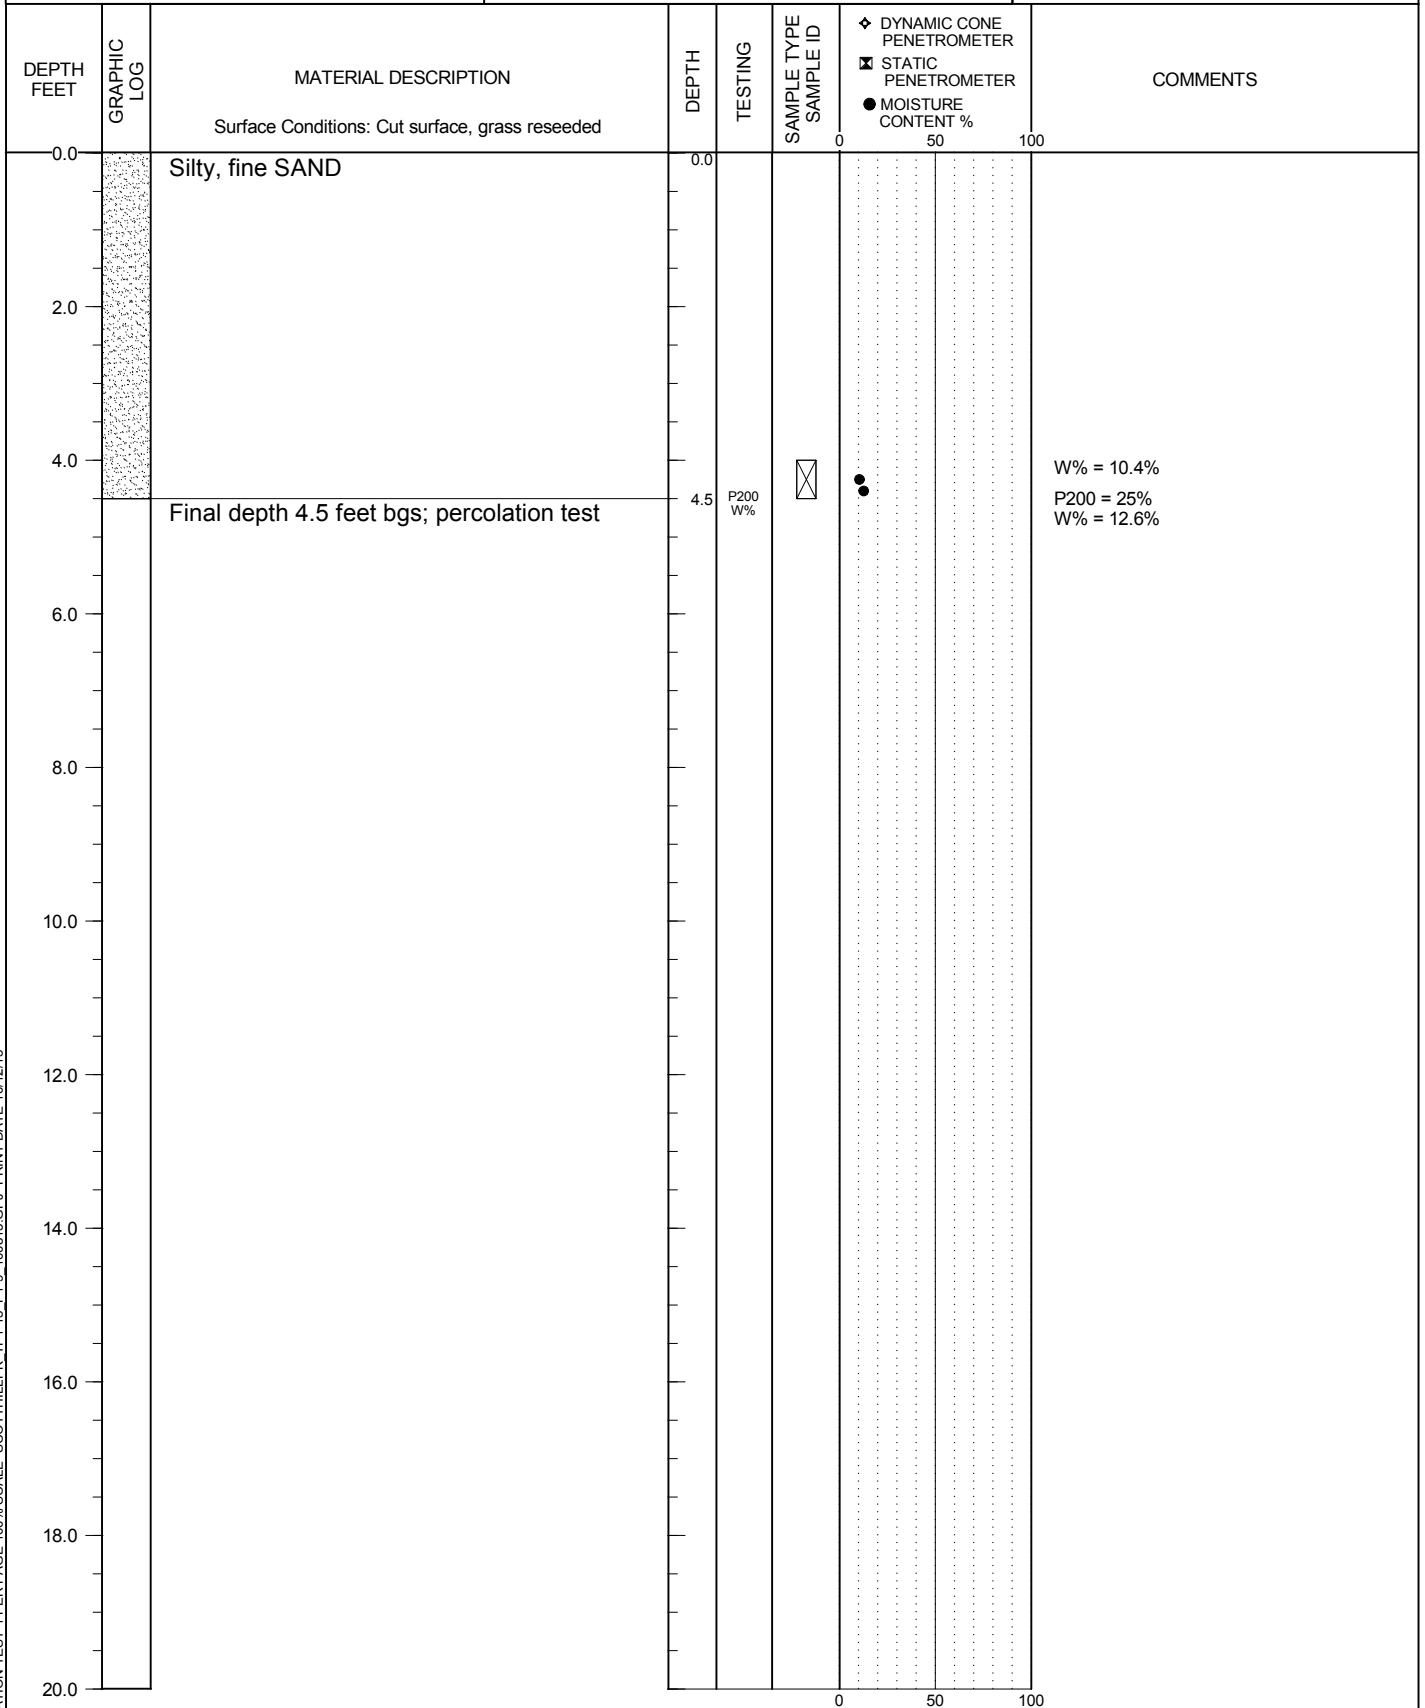 DEPTH
FEET
GRAPHIC
LOG
MATERIAL DESCRIPTION
Surface Conditions: Cut surface, grass reseeded
DEPTH
TESTING
SAMPLE TYPE
SAMPLE ID
DYNAMIC CONE
PENETROMETER
STATIC
PENETROMETER
MOISTURE
CONTENT %
0 50 100
COMMENTS
0.0
Silty, fine SAND
0.0
2.0
4.0
W% = 10.4%
4.5
P200
W%
P200 = 25%
W% = 12.6%
Final depth 4.5 feet bgs; percolation test
6.0
8.0
10.0
12.0
14.0
16.0
18.0
20.0
0 50 100